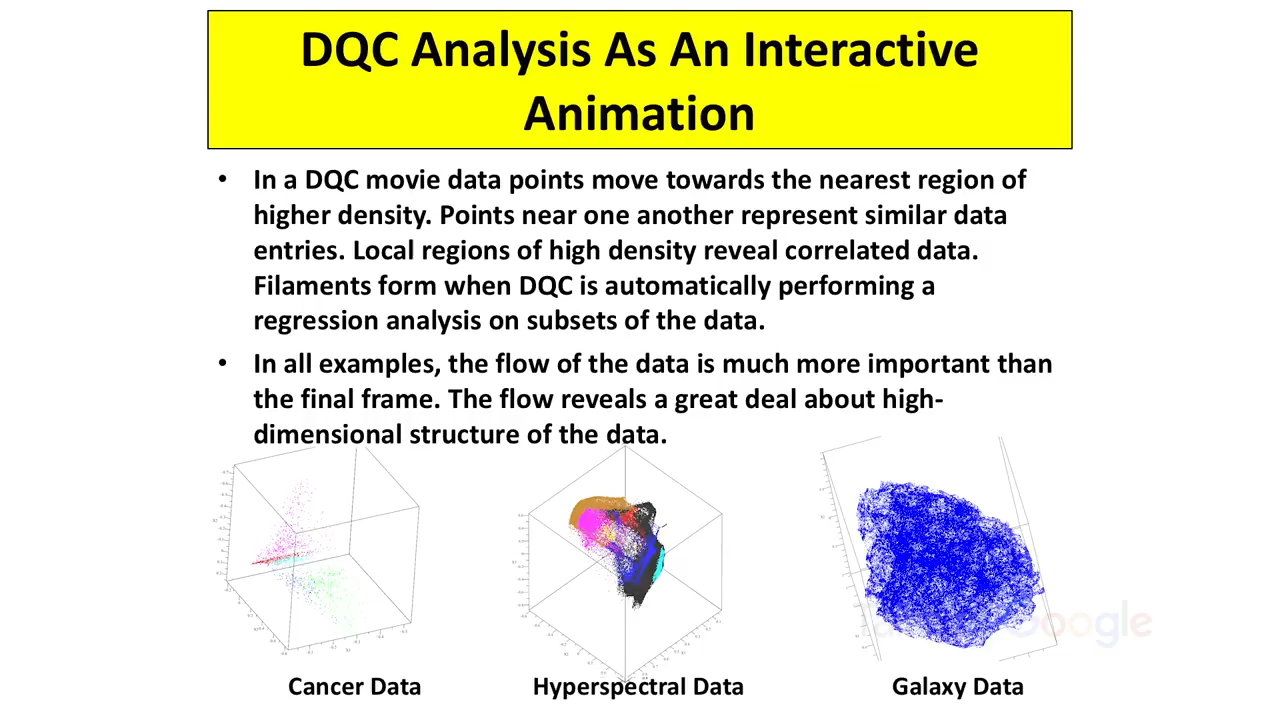 DQC Analysis As An Interactive
Animation
• In a DQC movie data points move towards the nearest region of
higher density. Points near one another represent similar data
entries. Local regions of high density reveal correlated data.
Filaments form when DQC is automatically performing a
regression analysis on subsets of the data.
• In all examples, the flow of the data is much more important than
the final frame. The flow reveals a great deal about high-
dimensional structure of the data.
Google
Cancer Data
Hyperspectral Data
Galaxy Data